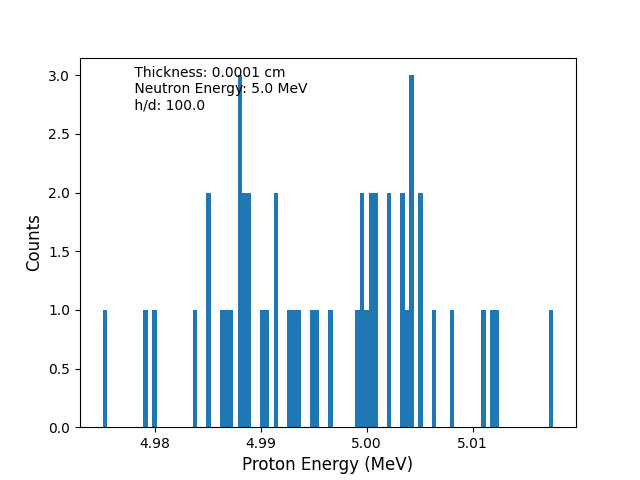 Thickness: 0.0001 cm
Neutron Energy: 5.0 MeV
h/d: 100.0
3.0
2.5
2.0
1.5
1.0
0.5
0.0
Counts
4.98 4.99 5.00 5.01
Proton Energy (MeV)